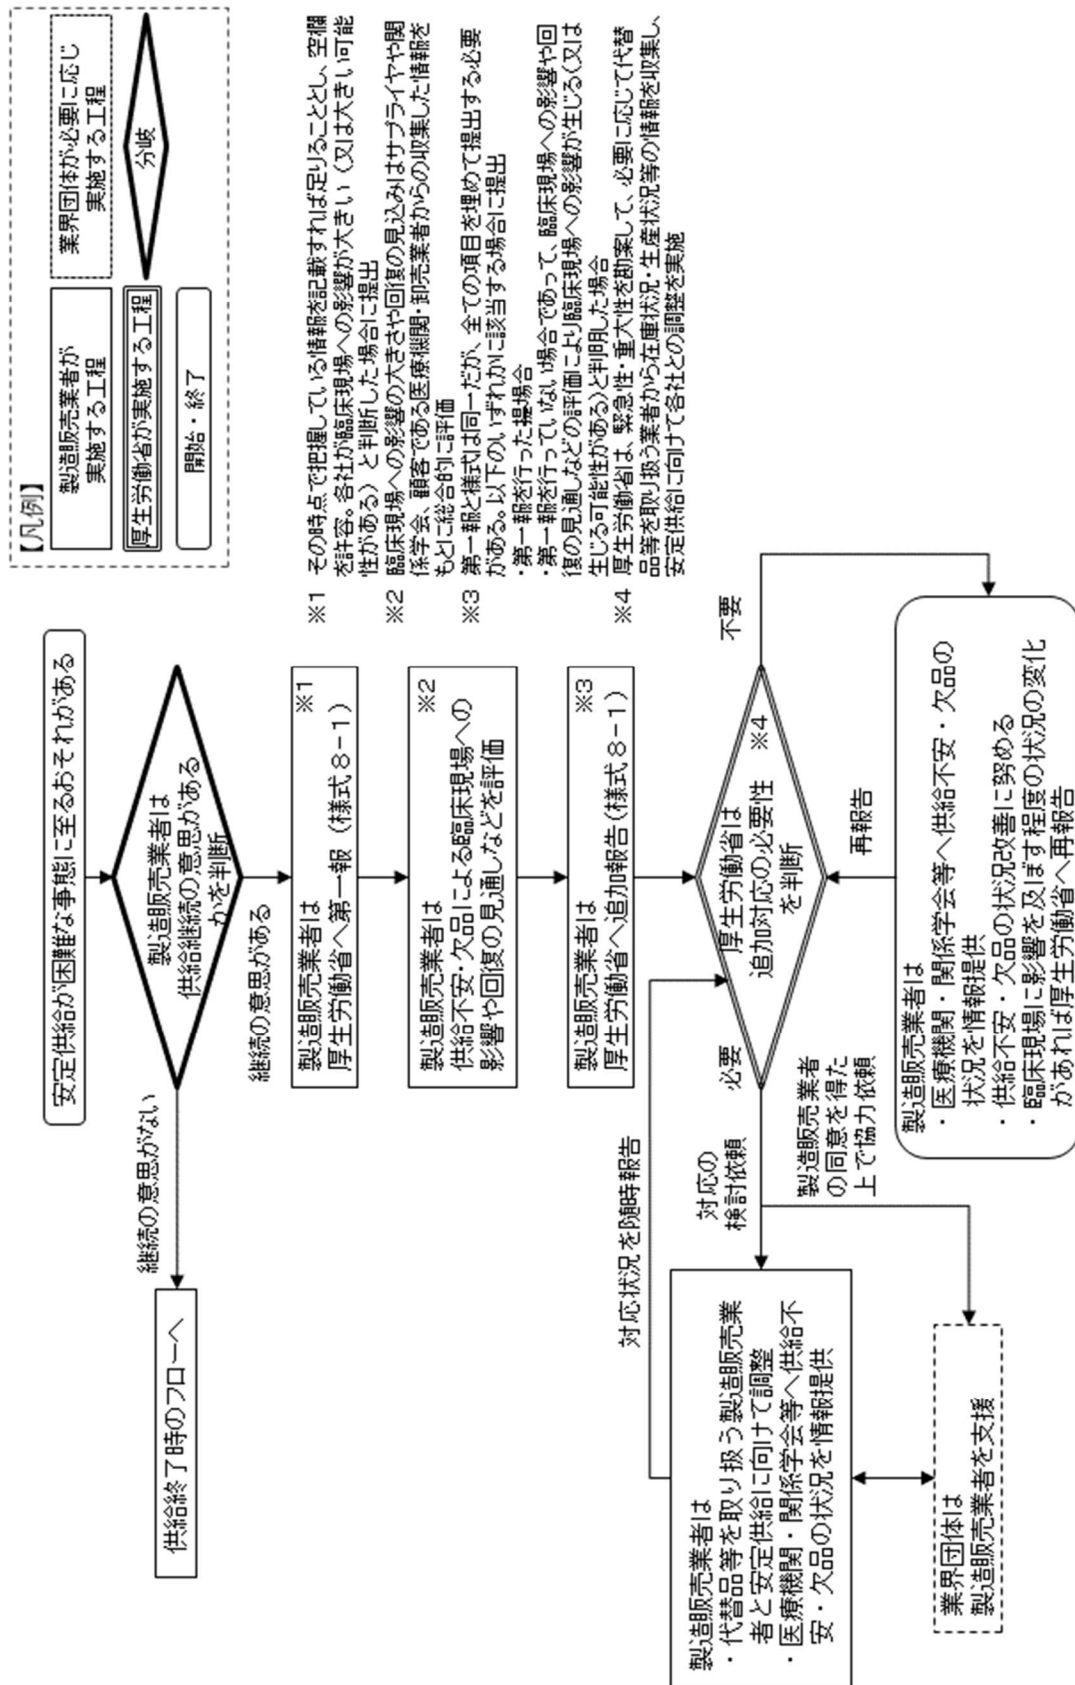 【凡例】
製造販売業者が
実施する工程
業界団体が必要に応じ
実施する工程
厚生労働省が実施する工程
分岐
開始・終了
安定供給が困難な事態に至るおそれがある
製造販売業者は
供給継続の意思がある
かを判断
継続の意思がない
供給終了時のフローへ
継続の意思がある
製造販売業者は ※1
厚生労働省へ第一報(様式8-1)
製造販売業者は ※2
供給不安・欠品による臨床現場への
影響や回復の見通しなどを評価
製造販売業者は ※3
厚生労働省へ追加報告(様式8-1)
厚生労働省は
追加対応の必要性 ※4
を判断
必要
不要
対応状況を随時報告
対応の
検討依頼
製造販売業者
の同意を得た
上で協力依頼
再報告
製造販売業者は
・代替品等を取り扱う製造販売業
者と安定供給に向けて調整
・医療機関・関係学会等へ供給不
安・欠品の状況を情報提供
業界団体は
製造販売業者を支援
製造販売業者は
・医療機関・関係学会等へ供給不安・欠品の
状況を情報提供
・供給不安・欠品の状況改善に努める
・臨床現場に影響を及ぼす程度の状況の変化
があれば厚生労働省へ再報告
※1 その時点で把握している情報を記載すれば足りることとし、空欄
を許容。各社が臨床現場への影響が大きい(又は大きい可能
性がある)と判断した場合に提出
※2 臨床現場への影響の大きさや回復の見込みはサプライヤや関
係学会、顧客である医療機関・卸売業者からの収集した情報を
もとに総合的に評価
※3 第一報と様式は同一だが、全ての項目を埋めて提出する必要
がある。以下のいずれかに該当する場合に提出
・第一報を行った場合
・第一報を行っていない場合であって、臨床現場への影響や回
復の見通しなどの評価により臨床現場への影響が生じる(又は
生じる可能性がある)と判明した場合
※4 厚生労働省は、緊急性・重大性を勘案して、必要に応じて代替
品等を取り扱う業者から在庫状況・生産状況等の情報を収集し、
安定供給に向けて各社との調整を実施